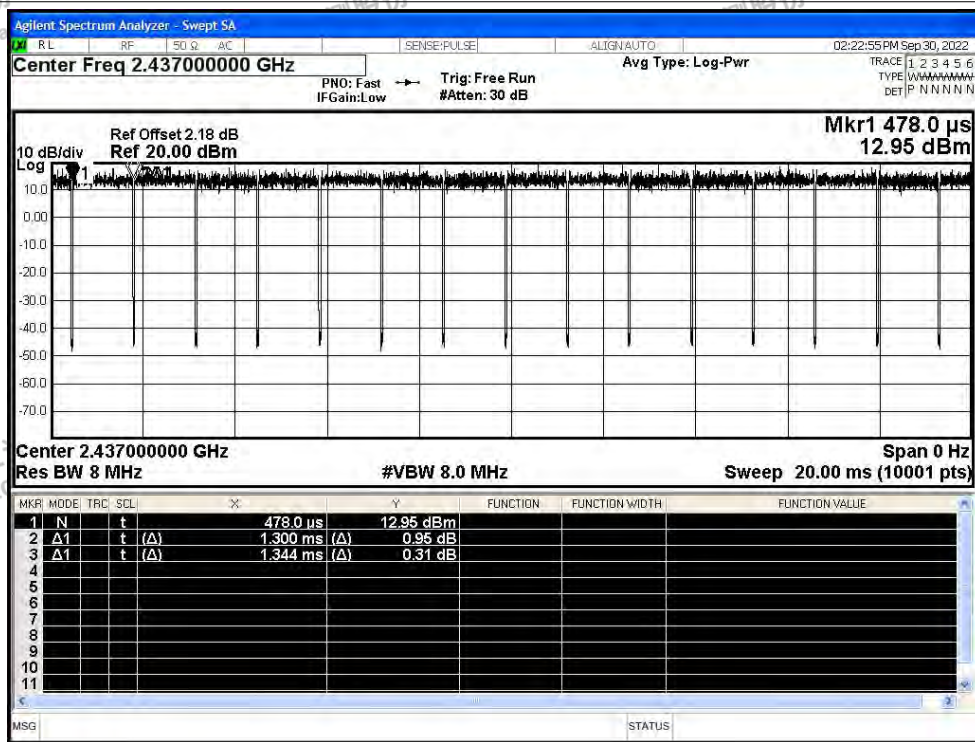 Agilent Spectrum Analyzer - Swept SA
RL RF 50 Ω AC SENSE:PULSE ALIGN AUTO 02:22:55 PM Sep 30, 2022
Center Freq 2.437000000 GHz
PNO: Fast Trig: Free Run Avg Type: Log-Pwr
IFGain:Low #Atten: 30 dB
TRACE 1 2 3 4 5 6
TYPE
DET P N N N N N
Mkr1 478.0 µs
12.95 dBm
Ref Offset 2.18 dB
10 dB/div Ref 20.00 dBm
Log
1
10.0
0.00
-10.0
-20.0
-30.0
-40.0
-50.0
-60.0
-70.0
Center 2.437000000 GHz Span 0 Hz
Res BW 8 MHz #VBW 8.0 MHz Sweep 20.00 ms (10001 pts)
MKR MODE TRC SCL X Y FUNCTION FUNCTION WIDTH FUNCTION VALUE
1 N t 478.0 µs 12.95 dBm
2 Δ1 t (Δ) 1.300 ms (Δ) 0.95 dB
3 Δ1 t (Δ) 1.344 ms (Δ) 0.31 dB
4
5
6
7
8
9
10
11
MSG STATUS